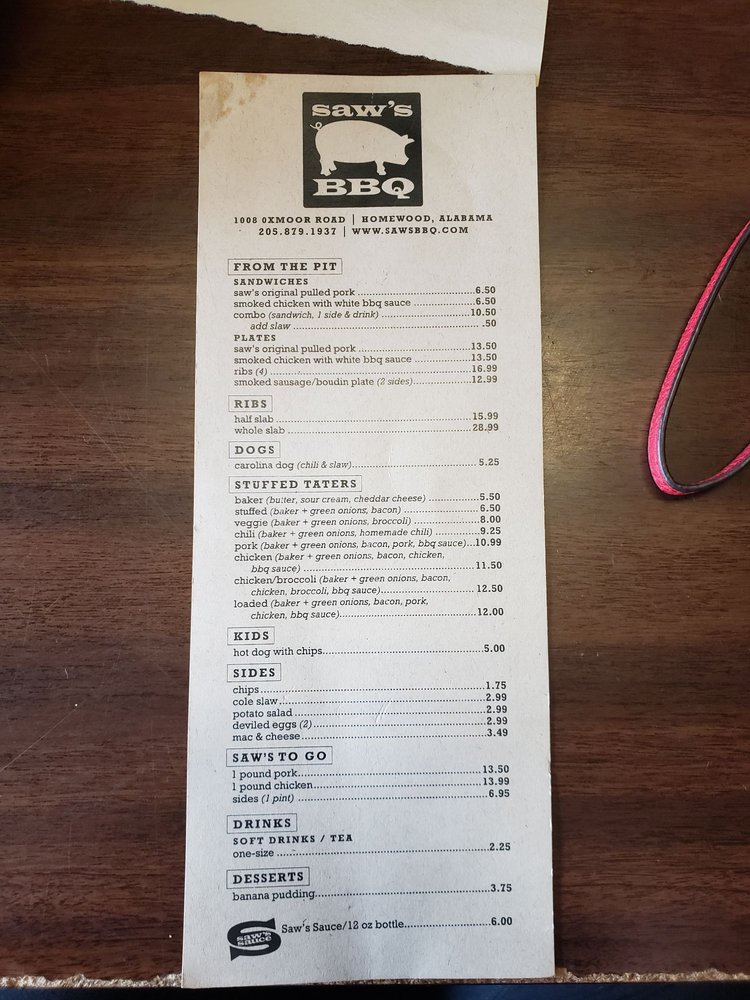 saw's
BBQ
1008 OXMOOR ROAD | HOMEWOOD, ALABAMA
205.879.1937 | WWW.SAWSBBQ.COM
FROM THE PIT
SANDWICHES
saw's original pulled pork ........ 6.50
smoked chicken with white bbq sauce ........ 6.50
combo (sandwich, 1 side & drink) ........ 10.50
add slaw ........ .50
PLATES
saw's original pulled pork ........ 13.50
smoked chicken with white bbq sauce ........ 13.50
ribs (4) ........ 16.99
smoked sausage/boudin plate (2 sides) ........ 12.99
RIBS
half slab ........ 15.99
whole slab ........ 28.99
DOGS
carolina dog (chili & slaw) ........ 5.25
STUFFED TATERS
baker (butter, sour cream, cheddar cheese) ........ 5.50
stuffed (baker + green onions, bacon) ........ 6.50
veggie (baker + green onions, broccoli) ........ 8.00
chili (baker + green onions, homemade chili) ........ 9.25
pork (baker + green onions, bacon, pork, bbq sauce)...10.99
chicken (baker + green onions, bacon, chicken,
bbq sauce) ........ 11.50
chicken/broccoli (baker + green onions, bacon,
chicken, broccoli, bbq sauce) ........ 12.50
loaded (baker + green onions, bacon, pork,
chicken, bbq sauce) ........ 12.00
KIDS
hot dog with chips ........ 5.00
SIDES
chips ........ 1.75
cole slaw ........ 2.99
potato salad ........ 2.99
deviled eggs (2) ........ 2.99
mac & cheese ........ 3.49
SAW'S TO GO
1 pound pork ........ 13.50
1 pound chicken ........ 13.99
sides (1 pint) ........ 6.95
DRINKS
SOFT DRINKS / TEA
one-size ........ 2.25
DESSERTS
banana pudding ........ 3.75
S saw's sauce
Saw's Sauce/12 oz bottle ........ 6.00